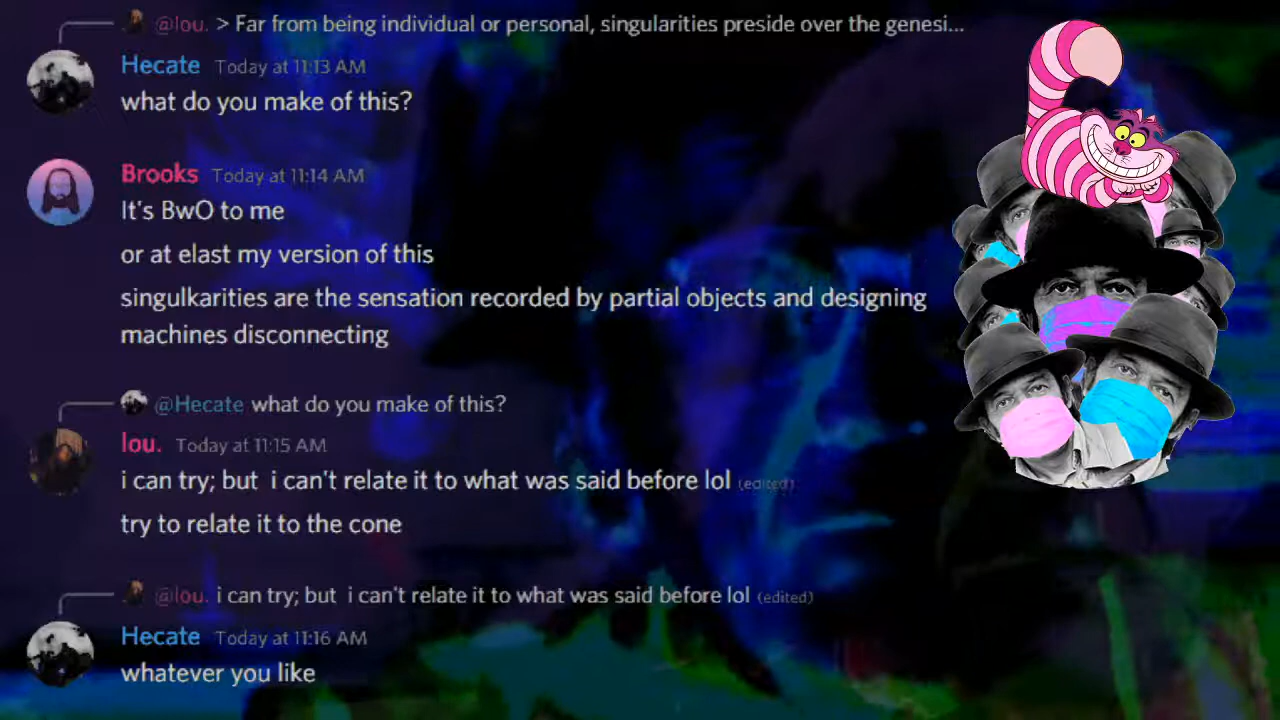 @lou. > Far from being individual or personal, singularities preside over the genesi...
Hecate Today at 11:13 AM
what do you make of this?
Brooks Today at 11:14 AM
It's BwO to me
or at elast my version of this
singulkarities are the sensation recorded by partial objects and designing
machines disconnecting
@Hecate what do you make of this?
lou. Today at 11:15 AM
i can try; but  i can't relate it to what was said before lol (edited)
try to relate it to the cone
@lou. i can try; but  i can't relate it to what was said before lol (edited)
Hecate Today at 11:16 AM
whatever you like